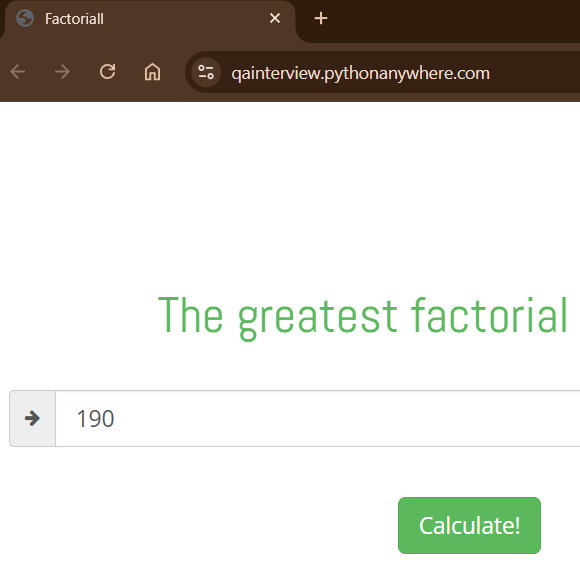 Factoriall
qainterview.pythonanywhere.com
The greatest factorial
190
Calculate!